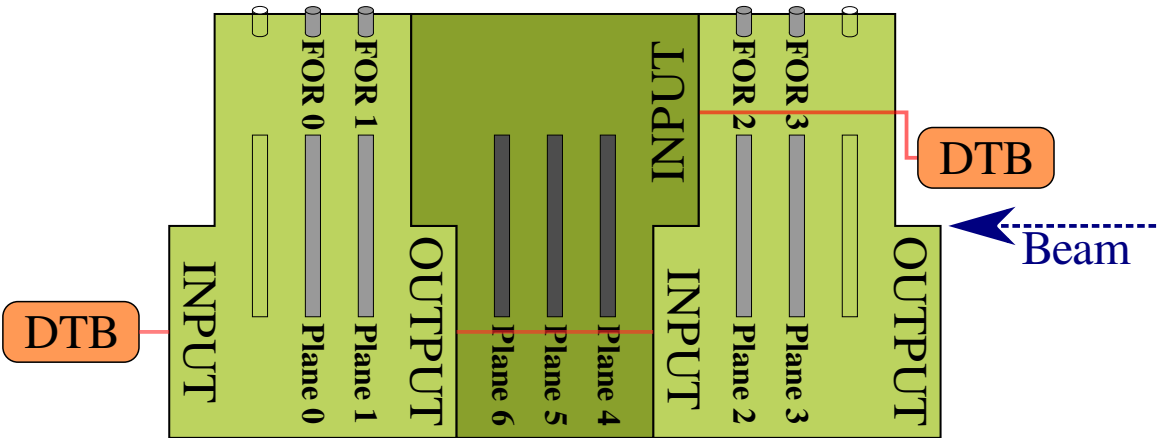 FOR 0
FOR 1
INPUT
FOR 2
FOR 3
DTB
Beam
INPUT
OUTPUT
INPUT
OUTPUT
DTB
Plane 0
Plane 1
Plane 6
Plane 5
Plane 4
Plane 2
Plane 3